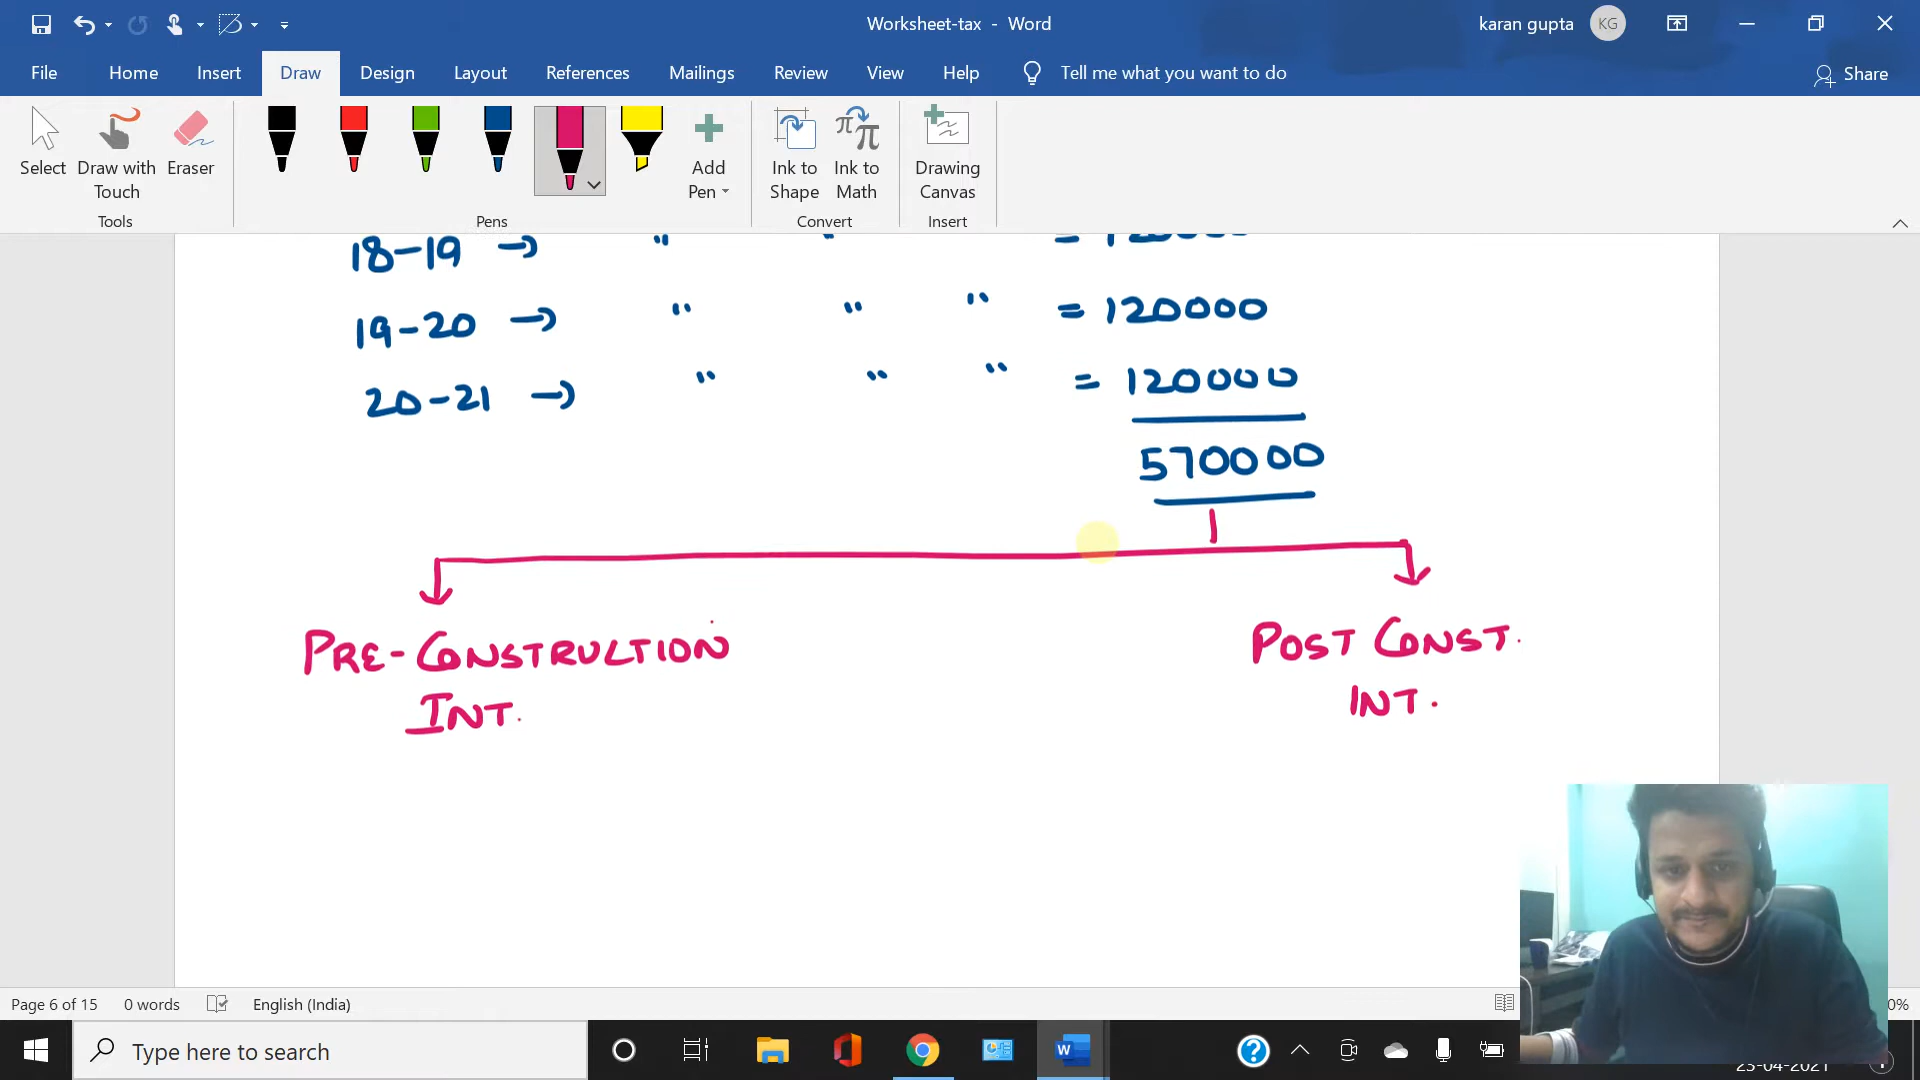 Worksheet-tax - Word
karan gupta
KG
File
Home
Insert
Draw
Design
Layout
References
Mailings
Review
View
Help
Tell me what you want to do
Share
Select
Draw with Touch
Eraser
Add Pen
Ink to Shape
Ink to Math
Drawing Canvas
Tools
Pens
Convert
Insert
18-19 → " " = 120000
19-20 → " " " = 120000
20-21 → " " " = 120000
570000
PRE-CONSTRUTION
INT.
POST CONST.
INT.
Page 6 of 15
0 words
English (India)
0%
Type here to search